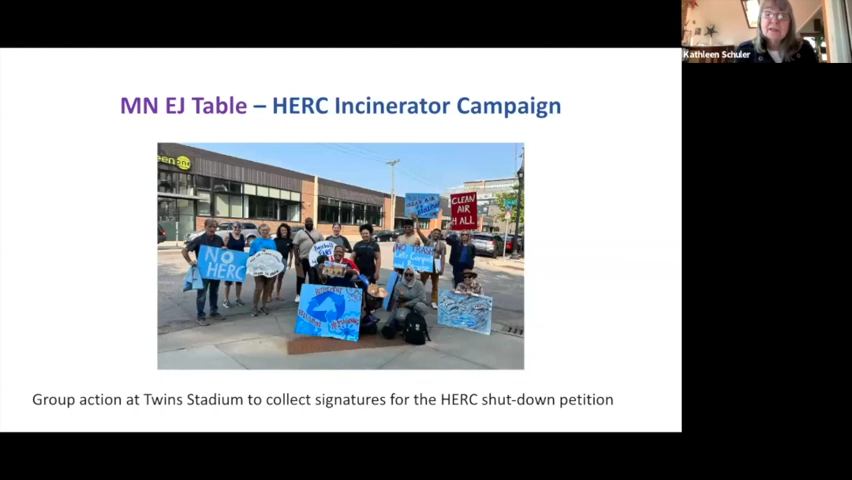 Kathleen Schuler
MN EJ Table – HERC Incinerator Campaign
CLEAN
AIR
4 ALL
NO
HERC
Group action at Twins Stadium to collect signatures for the HERC shut-down petition